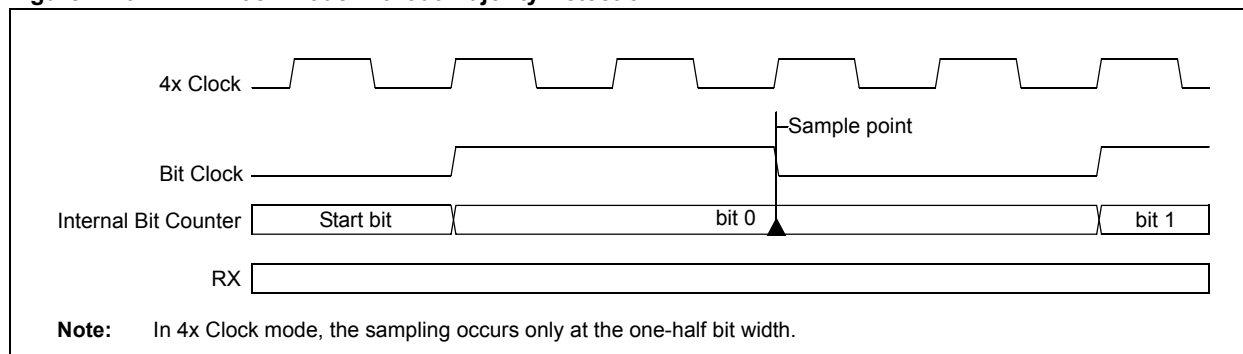 4x Clock
Sample point
Bit Clock
Internal Bit Counter
Start bit
bit 0
bit 1
RX
Note: In 4x Clock mode, the sampling occurs only at the one-half bit width.